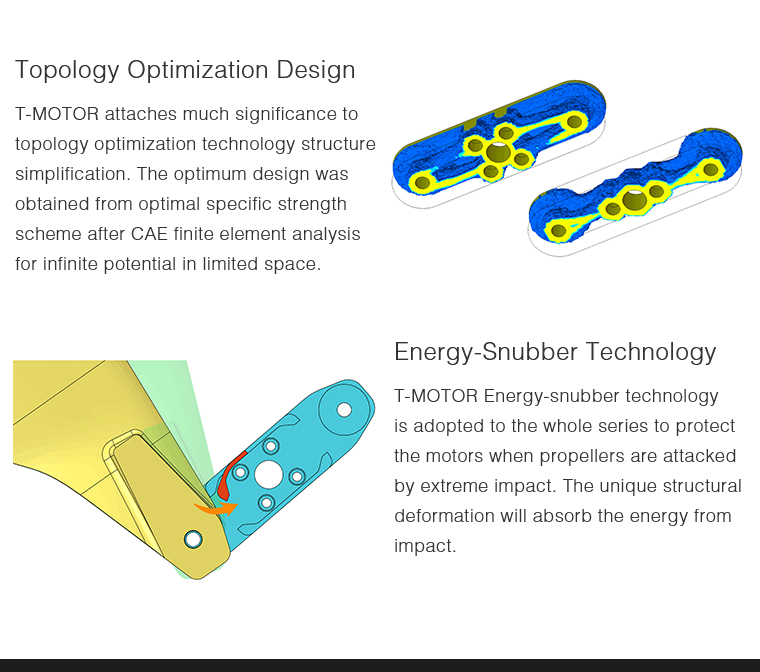 Topology Optimization Design
T-MOTOR attaches much significance to
topology optimization technology structure
simplification. The optimum design was
obtained from optimal specific strength
scheme after CAE finite element analysis
for infinite potential in limited space.
Energy-Snubber Technology
T-MOTOR Energy-snubber technology
is adopted to the whole series to protect
the motors when propellers are attacked
by extreme impact. The unique structural
deformation will absorb the energy from
impact.